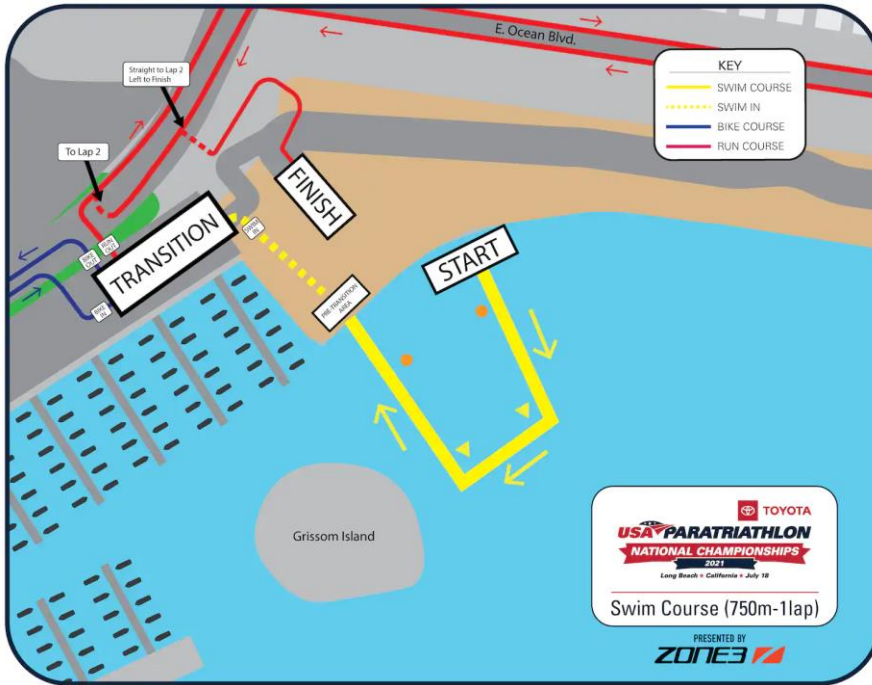 E. Ocean Blvd.
Straight to Lap 2
Left to Finish
To Lap 2
KEY
SWIM COURSE
SWIM IN
BIKE COURSE
RUN COURSE
FINISH
TRANSITION
SWIM
IN
START
BIKE
OUT
RUN
OUT
BIKE
IN
PRE-TRANSITION
AREA
Grissom Island
TOYOTA
USA PARATRIATHLON
NATIONAL CHAMPIONSHIPS
2021
Long Beach ★ California ★ July 18
Swim Course (750m-1lap)
PRESENTED BY
ZONE3